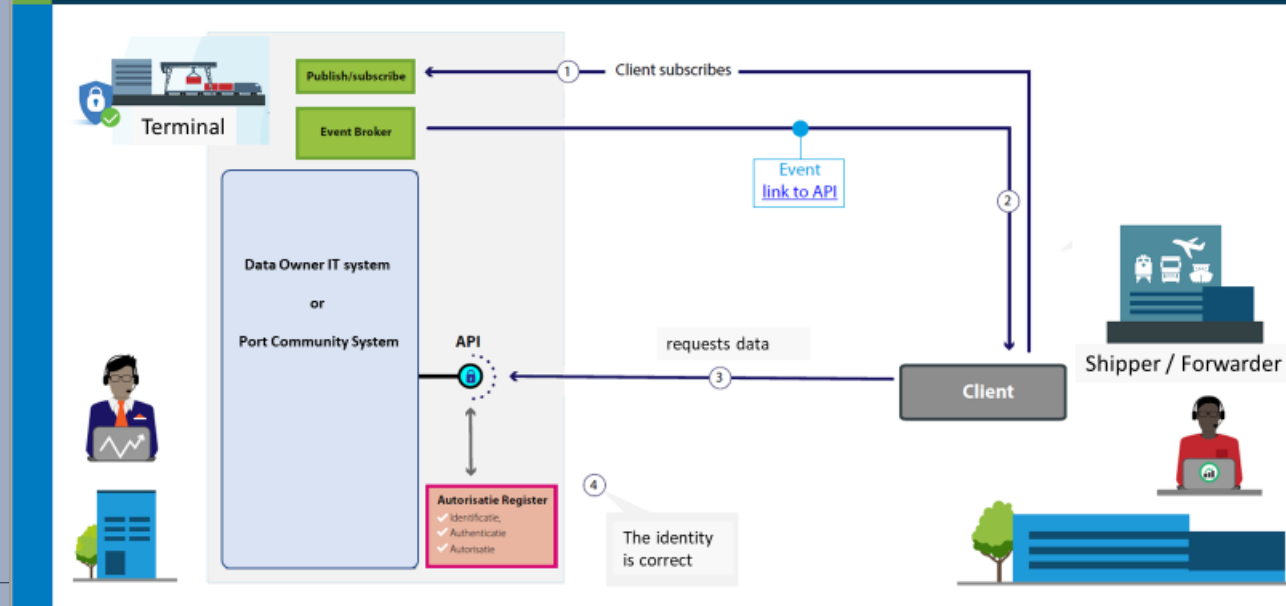 Publish/subscribe
1
Client subscribes
Terminal
Event Broker
Event
link to API
2
Data Owner IT system
or
Port Community System
API
requests data
3
Client
Shipper / Forwarder
Autorisatie Register
Identificatie,
Authenticatie
Autorisatie
4
The identity
is correct